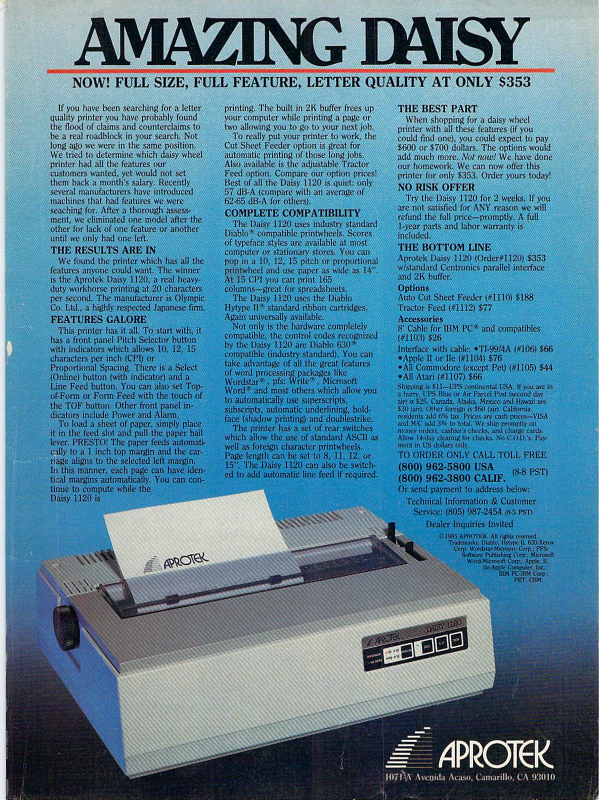 AMAZING DAISY
NOW! FULL SIZE, FULL FEATURE, LETTER QUALITY AT ONLY $353
If you have been searching for a letter
quality printer you have probably found
the flood of claims and counterclaims to
be a real roadblock in your search. Not
long ago we were in the same position.
We tried to determine which daisy wheel
printer had all the features our
customers wanted, yet would not set
them back a month's salary. Recently
several manufacturers have introduced
machines that had features we were
seaching for. After a thorough assess-
ment, we eliminated one model after the
other for lack of one feature or another
until we only had one left.
THE RESULTS ARE IN
We found the printer which has all the
features anyone could want. The winner
is the Aprotek Daisy 1120, a real heavy-
duty workhorse printing at 20 characters
per second. The manufacturer is Olympic
Co. Ltd., a highly respected Japanese firm.
FEATURES GALORE
This printer has it all. To start with, it
has a front panel Pitch Selector button
with indicators which allows 10, 12, 15
characters per inch (CPI) or
Proportional Spacing. There is a Select
(Online) button (with indicator) and a
Line Feed button. You can also set Top-
of-Form or Form Feed with the touch of
the TOF button. Other front panel in-
dicators include Power and Alarm.
To load a sheet of paper, simply place
it in the feed slot and pull the paper bail
lever. PRESTO! The paper feeds automat-
ically to a 1 inch top margin and the car-
riage aligns to the selected left margin.
In this manner, each page can have iden-
tical margins automatically. You can con-
tinue to compute while the
Daisy 1120 is
printing. The built in 2K buffer frees up
your computer while printing a page or
two allowing you to go to your next job.
To really put your printer to work, the
Cut Sheet Feeder option is great for
automatic printing of those long jobs.
Also available is the adjustable Tractor
Feed option. Compare our option prices!
Best of all the Daisy 1120 is quiet: only
57 dB-A (compare with an average of
62-65 dB-A for others).
COMPLETE COMPATIBILITY
The Daisy 1120 uses industry standard
Diablo® compatible printwheels. Scores
of typeface styles are available at most
computer or stationary stores. You can
pop in a 10, 12, 15 pitch or proportional
printwheel and use paper as wide as 14".
At 15 CPI you can print 165
columns—great for spreadsheets.
The Daisy 1120 uses the Diablo
Hytype II® standard ribbon cartridges.
Again universally available.
Not only is the hardware completely
compatible, the control codes recognized
by the Daisy 1120 are Diablo 630®
compatible (industry standard). You can
take advantage of all the great features
of word processing packages like
Wordstar®, pfs: Write®, Microsoft
Word® and most others which allow you
to automatically use superscripts,
subscripts, automatic underlining, bold-
face (shadow printing) and doublestrike.
The printer has a set of rear switches
which allow the use of standard ASCII as
well as foreign printwheels.
Page length can be set to 8, 11, 12, or
15". The Daisy 1120 can also be switch-
ed to add automatic line feed if required.
THE BEST PART
When shopping for a daisy wheel
printer with all these features (if you
could find one), you could expect to pay
$600 or $700 dollars. The options would
add much more. Not now! We have done
our homework. We can now offer this
printer for only $353. Order yours today!
NO RISK OFFER
Try the Daisy 1120 for 2 weeks. If you
are not satisfied for ANY reason we will
refund the full price—promptly. A full
1-year parts and labor warranty is
included.
THE BOTTOM LINE
Aprotek Daisy 1120 (Order#1120) $353
w/standard Centronics parallel interface
and 2K buffer.
Options
Auto Cut Sheet Feeder (#1110) $188
Tractor Feed (#1112) $77
Accessories
8' Cable for IBM PC® and compatibles
(#1103) $26
Interface with cable: •TI-99/4A (#106) $66
•Apple II or IIe (#1104) $76
•All Commodore (except Pet) (#1105) $44
•All Atari (#1107) $66
Shipping is $11—UPS continental USA. If you are in a
hurry, UPS Blue or Air Parcel Post (second day
air) is $25. Canada, Alaska, Mexico and Hawaii are
$30 (air). Other foreign is $60 (air). California
residents add 6% tax. Prices are cash prices—VISA
and M/C add 3% to total. We ship promptly on
money orders, cashier's checks, and charge cards.
Allow 14-day clearing for checks. No C.O.D.'s. Pay-
ment in US dollars only.
TO ORDER ONLY CALL TOLL FREE
(800) 962-5800 USA
(800) 962-3800 CALIF. (8-8 PST)
Or send payment to address below:
Technical Information & Customer
Service: (805) 987-2454 (8-5 PST)
Dealer Inquiries Invited
©1985 APROTEK. All rights reserved.
Trademarks: Diablo, Hytype II, 630-Xerox
Corp; Wordstar-Micropro Corp.; PFS-
Software Publishing Corp.; Microsoft
Word-Microsoft Corp.; Apple, II,
IIe-Apple Computer, Inc.;
IBM PC-IBM Corp.;
PET, CBM
APROTEK
APROTEK DAISY 1120
APROTEK
1071-A Avenida Acaso, Camarillo, CA 93010